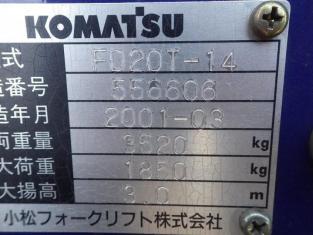 KOMATSU
式 FD20T-14
造番号 556606
造年月 2001-03
両重量 3520 kg
大荷重 1850 kg
大揚高 3.0 m
小松フォークリフト株式会社